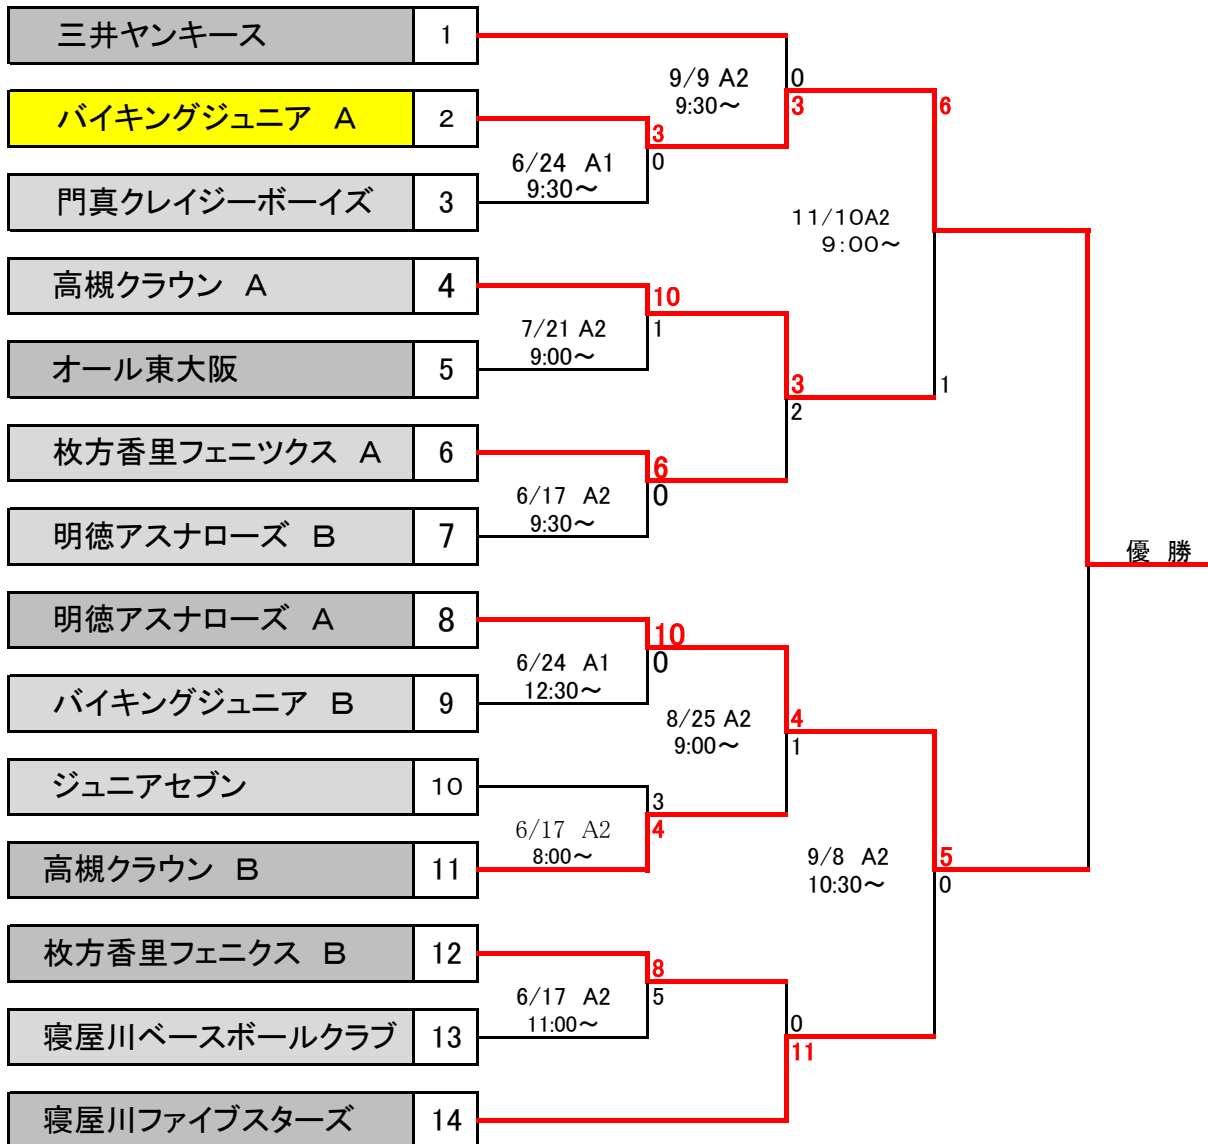 三井ヤンキース 1
9/9 A2 0
9:30～ 3 6
バイキングジュニア A 2
3
6/24 A1 0
9:30～
門真クレイジーボーイズ 3
11/10A2
9:00～
高槻クラウン A 4
10
7/21 A2 1
9:00～
オール東大阪 5
3 1
2
枚方香里フェニツクス A 6
6
6/17 A2 0
9:30～
明徳アスナローズ B 7
優 勝
明徳アスナローズ A 8
10
6/24 A1 0
12:30～
バイキングジュニア B 9
8/25 A2 4
9:00～ 1
ジュニアセブン 10
3
6/17 A2 4
8:00～
高槻クラウン B 11
9/8 A2 5
10:30～ 0
枚方香里フェニクス B 12
8
6/17 A2 5
11:00～
寝屋川ベースボールクラブ 13
0
11
寝屋川ファイブスターズ 14